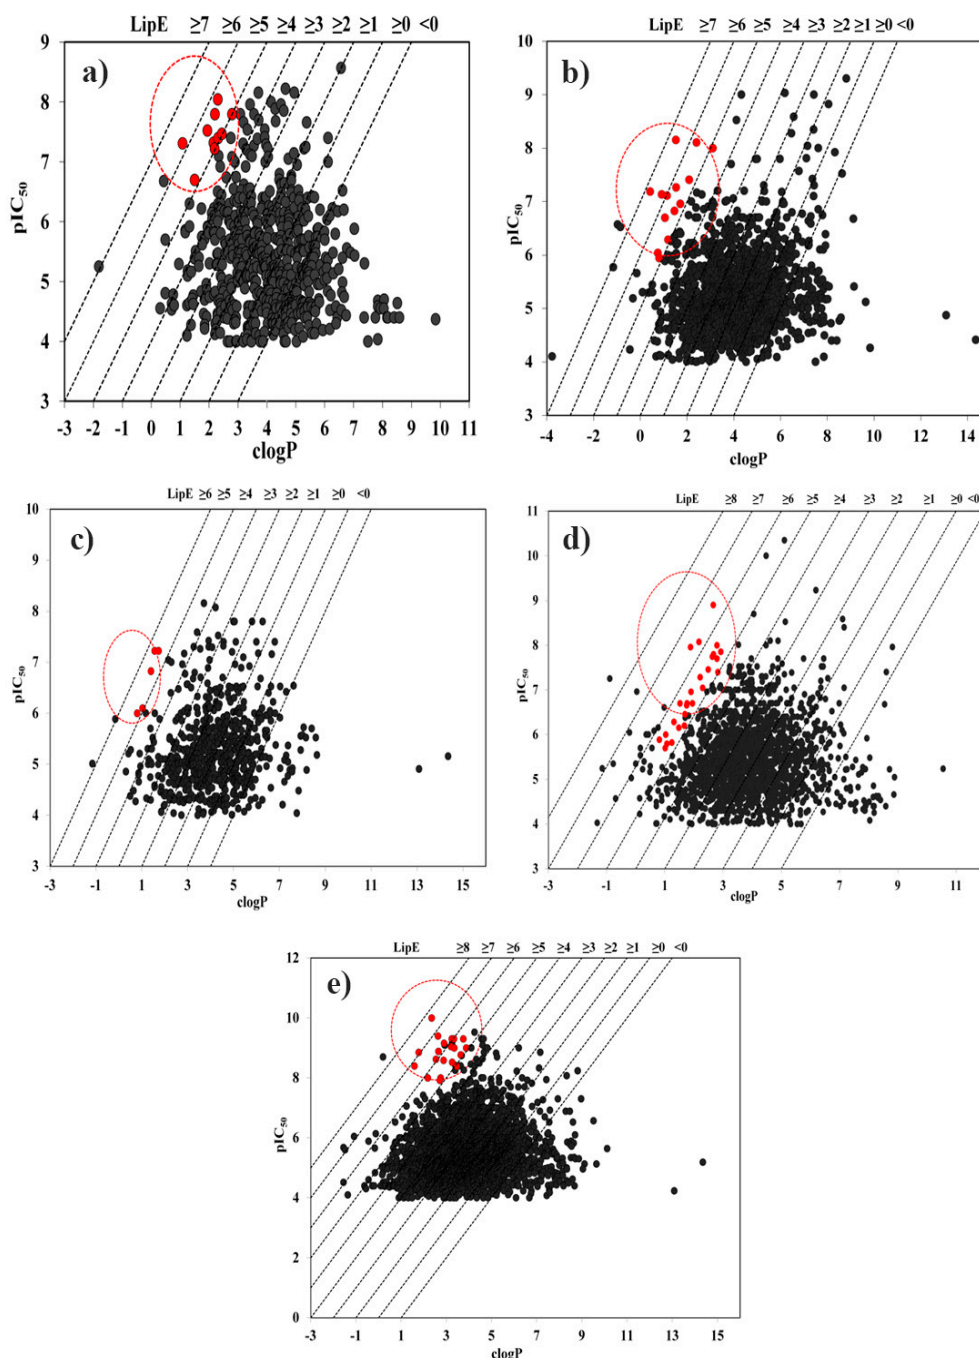 LipE ≥7 ≥6 ≥5 ≥4 ≥3 ≥2 ≥1 ≥0 <0
a)
9
8
7
6
5
4
3
pIC50
-3 -2 -1 0 1 2 3 4 5 6 7 8 9 10 11
clogP
LipE ≥7 ≥6 ≥5 ≥4 ≥3 ≥2 ≥1 ≥0 <0
b)
10
9
8
7
6
5
4
3
pIC50
-4 -2 0 2 4 6 8 10 12 14
clogP
LipE ≥6 ≥5 ≥4 ≥3 ≥2 ≥1 ≥0 <0
c)
10
9
8
7
6
5
4
3
pIC50
-3 -1 1 3 5 7 9 11 13 15
clogP
LipE ≥8 ≥7 ≥6 ≥5 ≥4 ≥3 ≥2 ≥1 ≥0 <0
d)
11
10
9
8
7
6
5
4
3
pIC50
-3 -1 1 3 5 7 9 11
clogP
LipE ≥8 ≥7 ≥6 ≥5 ≥4 ≥3 ≥2 ≥1 ≥0 <0
e)
12
10
8
6
4
2
0
pIC50
-3 -1 1 3 5 7 9 11 13 15
clogP